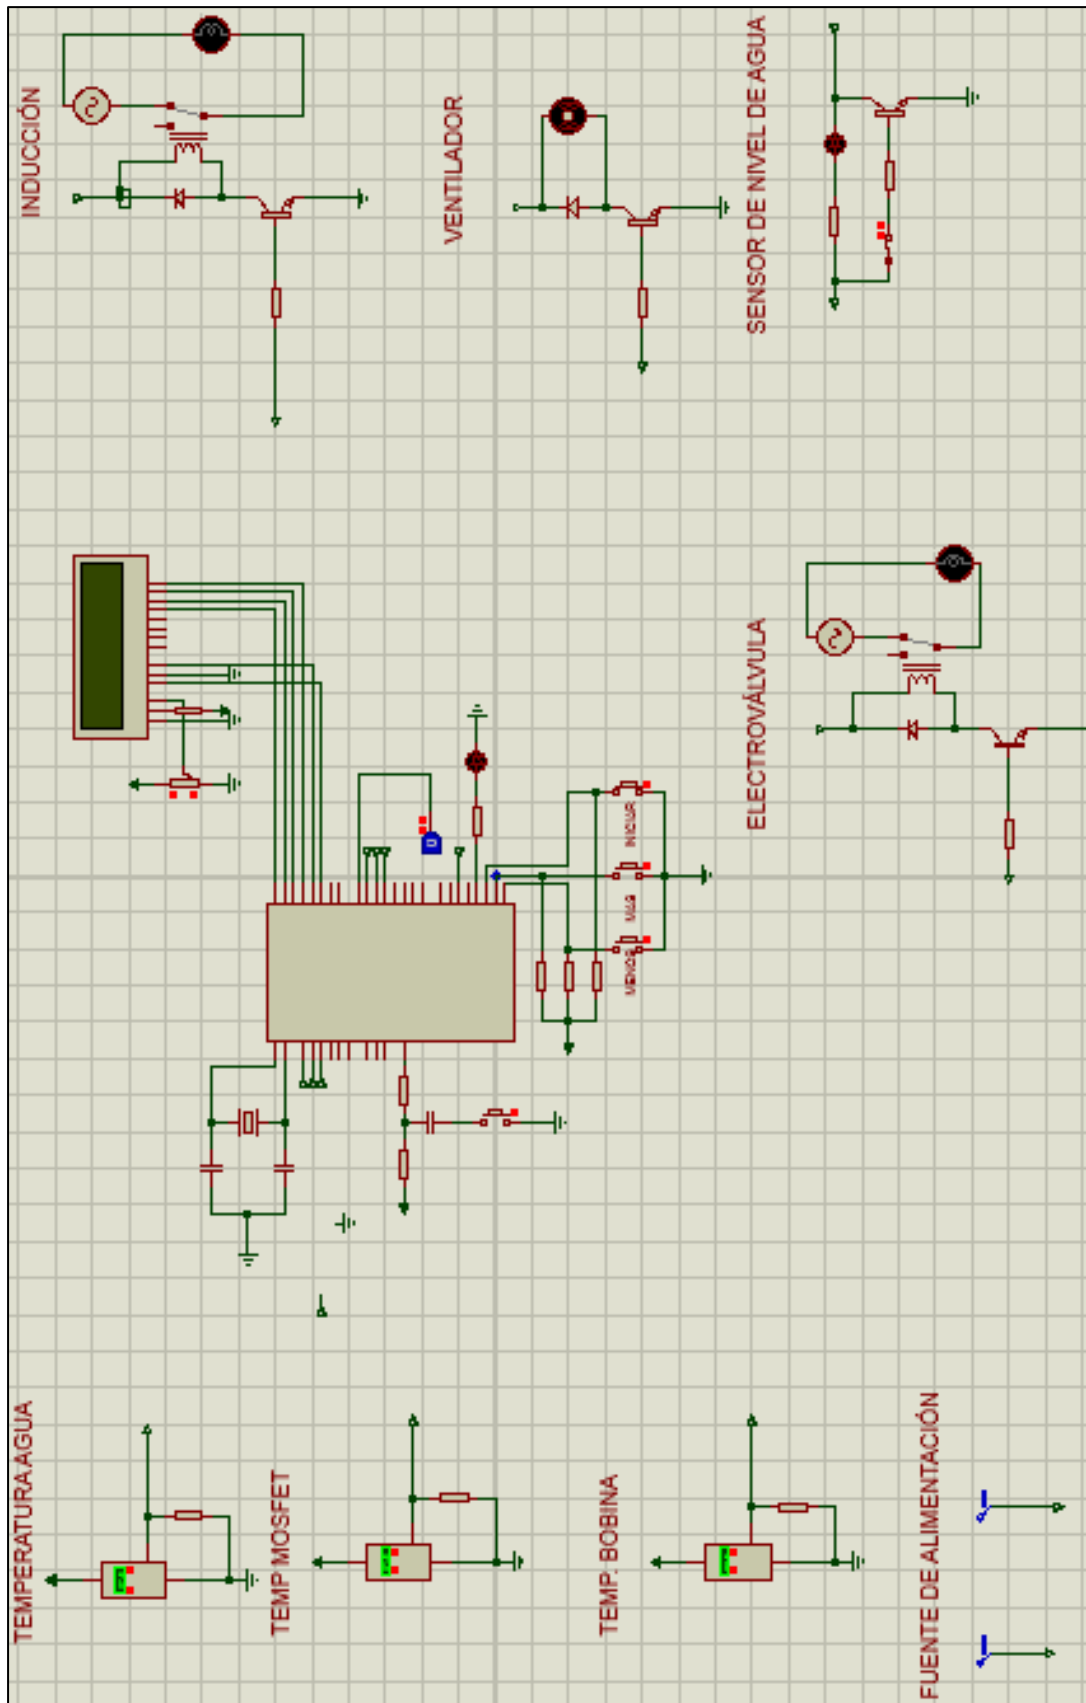 INDUCCIÓN
VENTILADOR
SENSOR DE NIVEL DE AGUA
ELECTROVÁLVULA
INICIAR
MAS
MENOS
TEMPERATURA AGUA
TEMP MOSFET
TEMP. BOBINA
FUENTE DE ALIMENTACIÓN